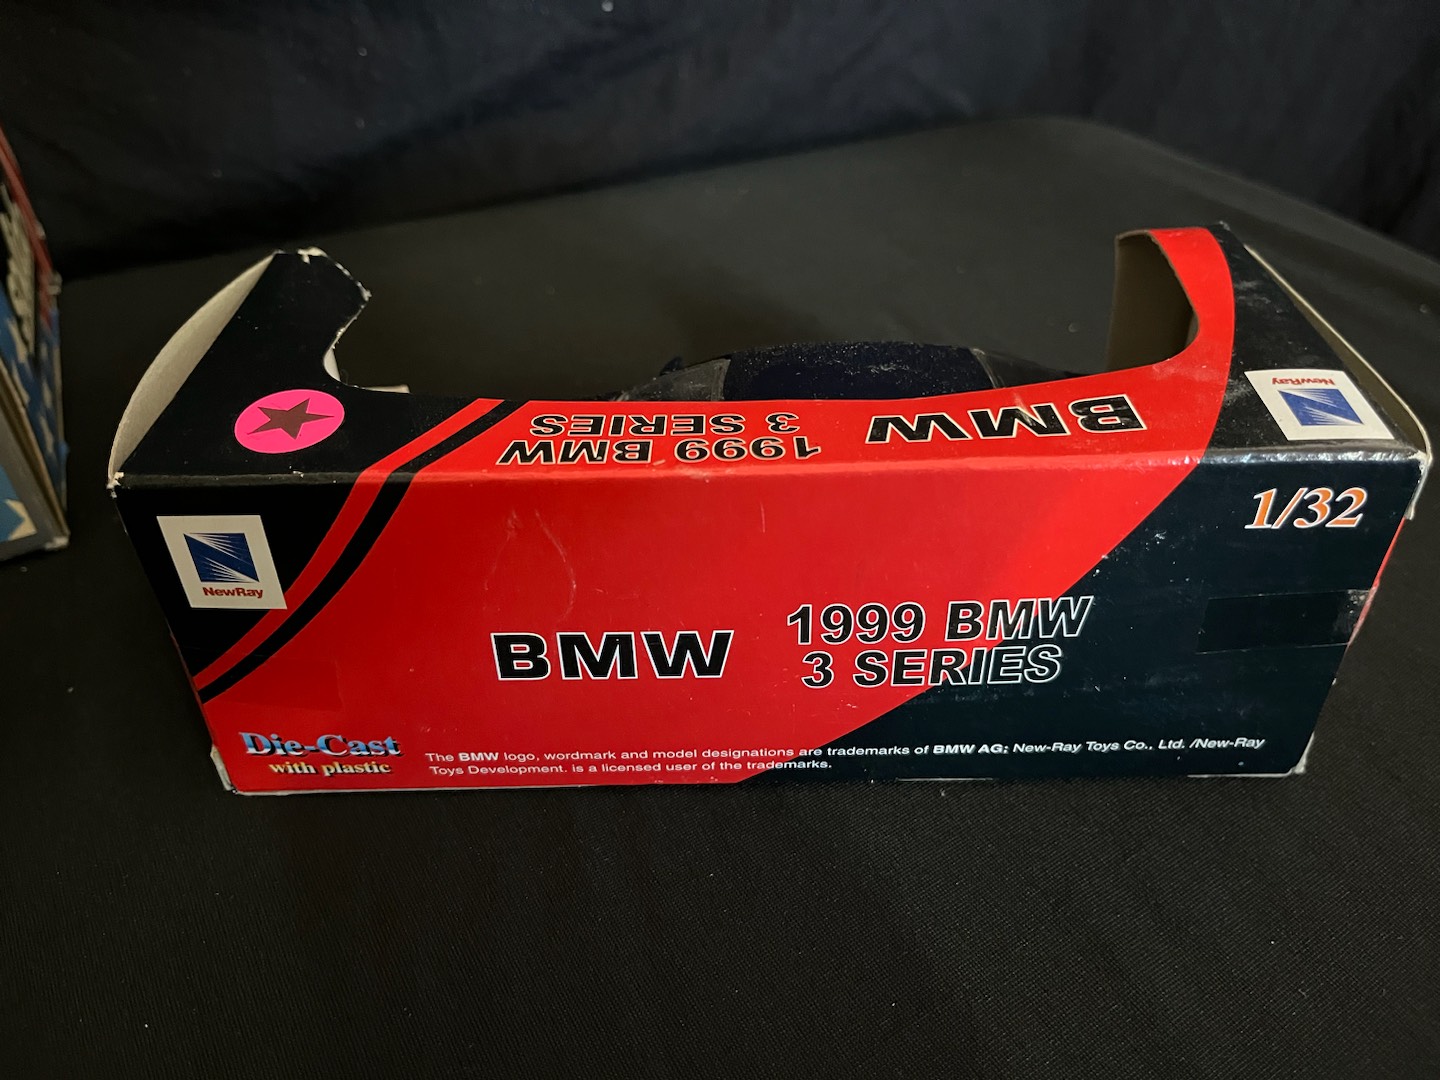 3 SERIES
1999 BMW
BMW
NewRay
NewRay
1/32
BMW
1999 BMW
3 SERIES
Die-Cast
with plastic
The BMW logo, wordmark and model designations are trademarks of BMW AG; New-Ray Toys Co., Ltd. /New-Ray
Toys Development. is a licensed user of the trademarks.